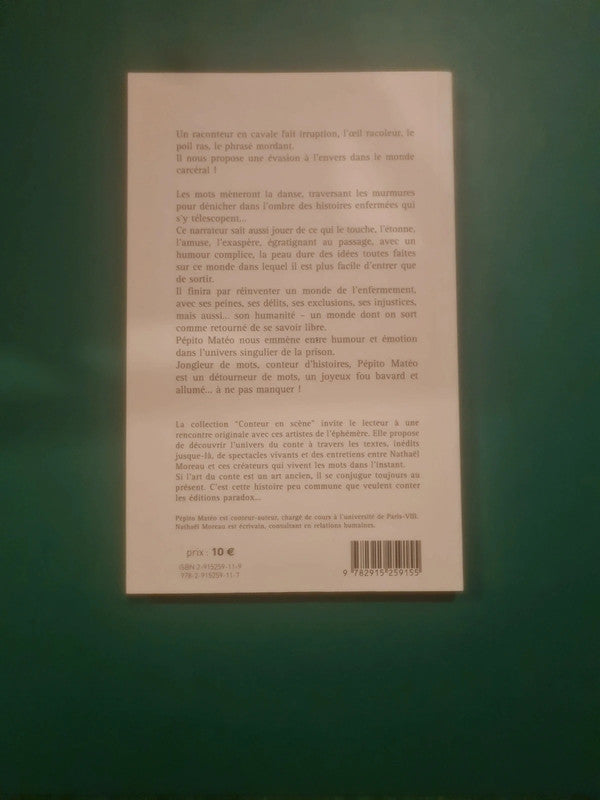 Un raconteur en cavale fait irruption, l'œil racoleur, le
poil ras, le phrasé mordant.
Il nous propose une évasion à l'envers dans le monde
carcéral !
Les mots mèneront la danse, traversant les murmures
pour dénicher dans l'ombre des histoires enfermées qui
s'y télescopent...
Ce narrateur sait aussi jouer de ce qui le touche, l'étonne,
l'amuse, l'exaspère, égratignant au passage, avec un
humour complice, la peau dure des idées toutes faites
sur ce monde dans lequel il est plus facile d'entrer que
de sortir.
Il finira par réinventer un monde de l'enfermement,
avec ses peines, ses délits, ses exclusions, ses injustices,
mais aussi... son humanité – un monde dont on sort
comme retourné de se savoir libre.
Pépito Matéo nous emmène entre humour et émotion
dans l'univers singulier de la prison.
Jongleur de mots, conteur d'histoires, Pépito Matéo
est un détourneur de mots, un joyeux fou bavard et
allumé... à ne pas manquer !
La collection "Conteur en scène" invite le lecteur à une
rencontre originale avec ces artistes de l'éphémère. Elle propose
de découvrir l'univers du conte à travers les textes, inédits
jusque-là, de spectacles vivants et des entretiens entre Nathaël
Moreau et ces créateurs qui vivent les mots dans l'instant.
Si l'art du conte est un art ancien, il se conjugue toujours au
présent. C'est cette histoire peu commune que veulent conter
les éditions paradox...
Pépito Matéo est conteur-auteur, chargé de cours à l'université de Paris-VIII.
Nathaël Moreau est écrivain, consultant en relations humaines.
prix : 10 €
ISBN 2-915259-11-9
978-2-915259-11-7
9 782915 259155